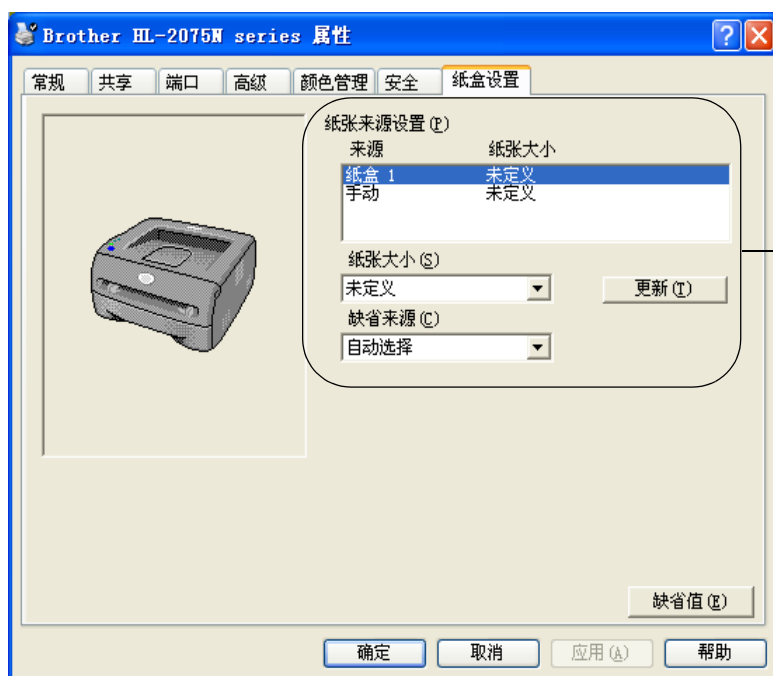 Brother HL-2075N series 属性
常规 共享 端口 高级 颜色管理 安全 纸盒设置
纸张来源设置(P)
来源 纸张大小
纸盒 1 未定义
手动 未定义
纸张大小(S)
未定义 更新(T)
缺省来源(C)
自动选择
缺省值(E)
确定 取消 应用(A) 帮助